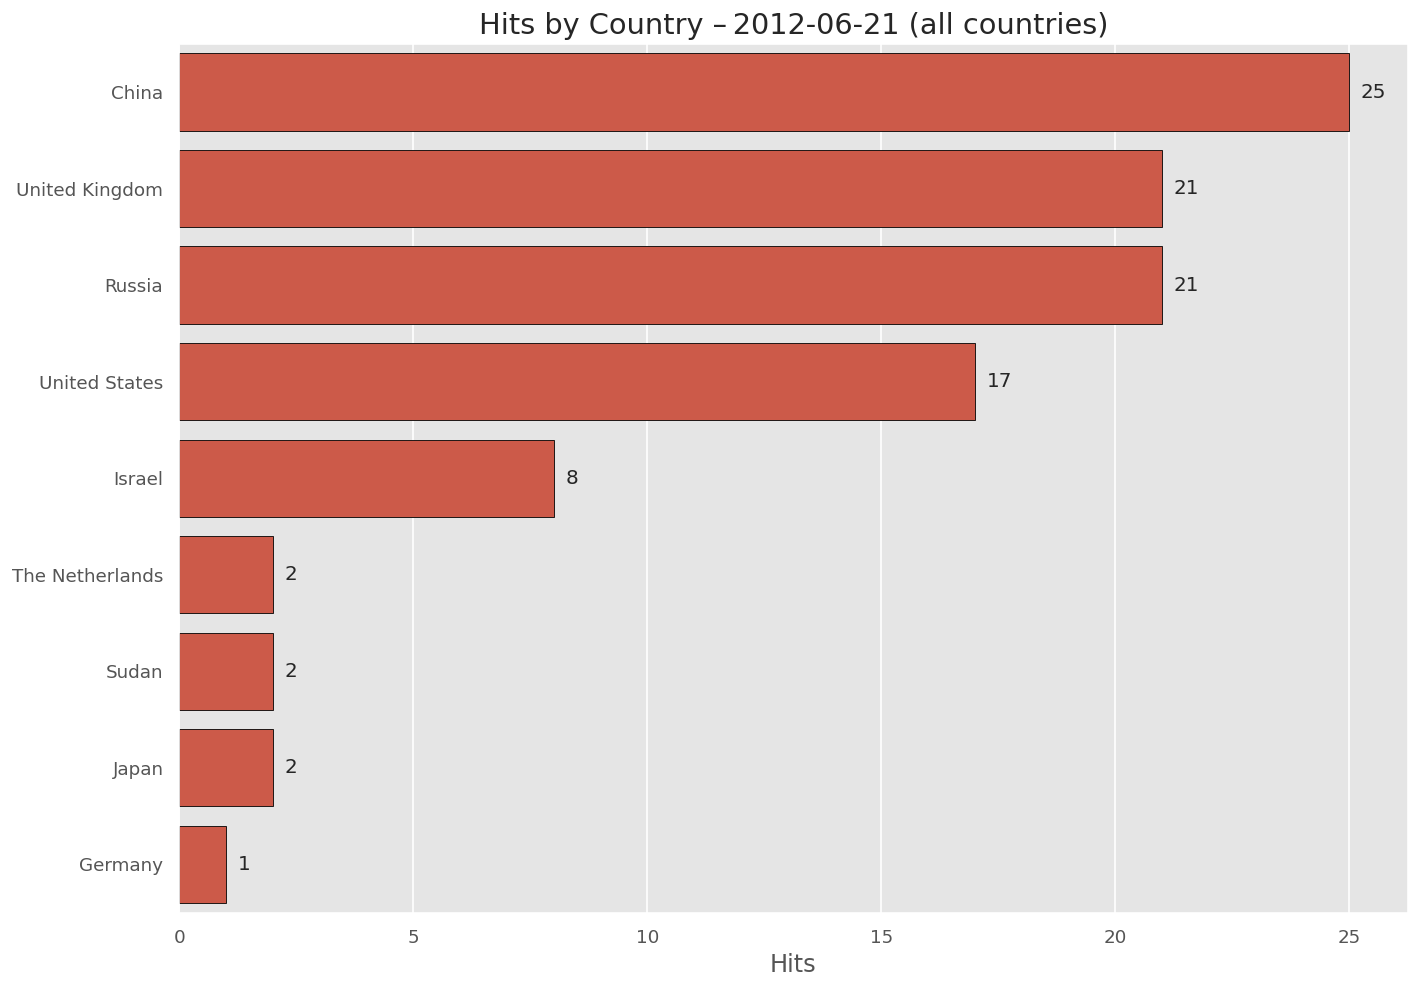 Hits by Country – 2012-06-21 (all countries)
China 25
United Kingdom 21
Russia 21
United States 17
Israel 8
The Netherlands 2
Sudan 2
Japan 2
Germany 1
0 5 10 15 20 25
Hits